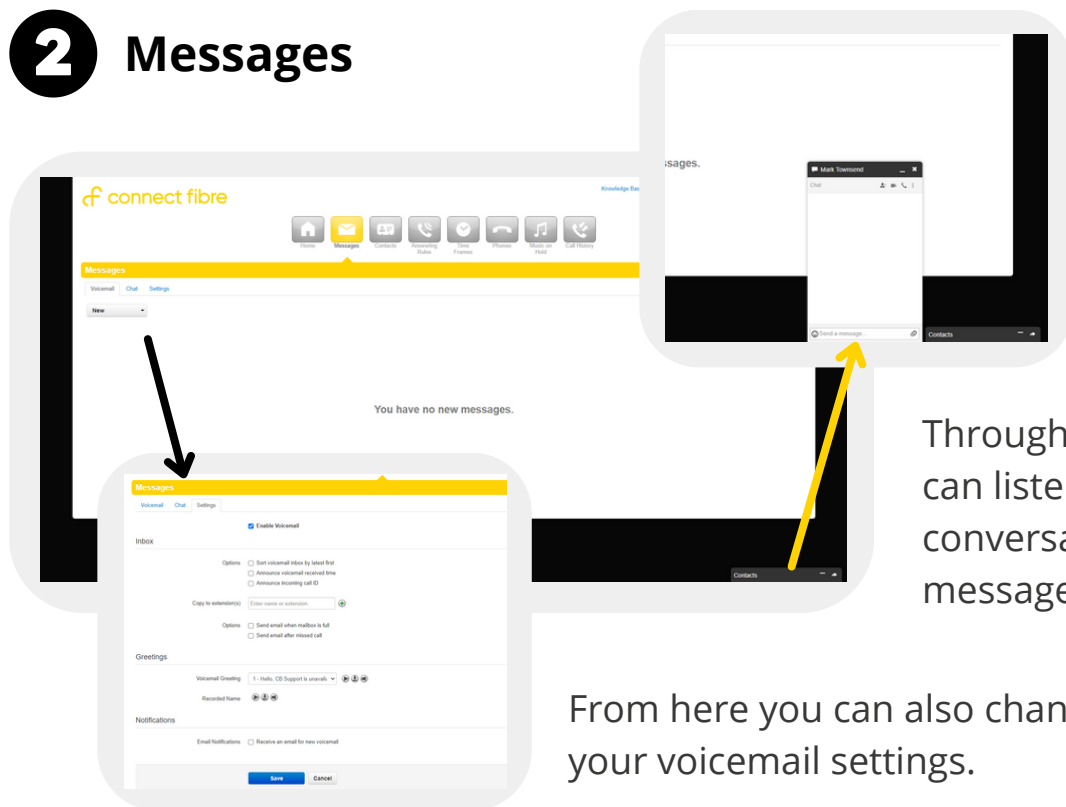 2 Messages
ssages.
Mark Townsend
Chat
Send a message...
Contacts
connect fibre
Knowledge Bas
Home
Messages
Contacts
Answering Rules
Time Frames
Phones
Music on Hold
Call History
Messages
Voicemail Chat Settings
New
You have no new messages.
Contacts
Messages
Voicemail Chat Settings
Enable Voicemail
Inbox
Options Sort voicemail inbox by latest first
Announce voicemail received time
Announce incoming call ID
Copy to extension(s) Enter name or extension
Options Send email when mailbox is full
Send email after missed call
Greetings
Voicemail Greeting 1 - Hello, CB Support is unavaila
Recorded Name
Notifications
Email Notifications Receive an email for new voicemail
Save Cancel
Through
can liste
conversa
message
From here you can also chan
your voicemail settings.